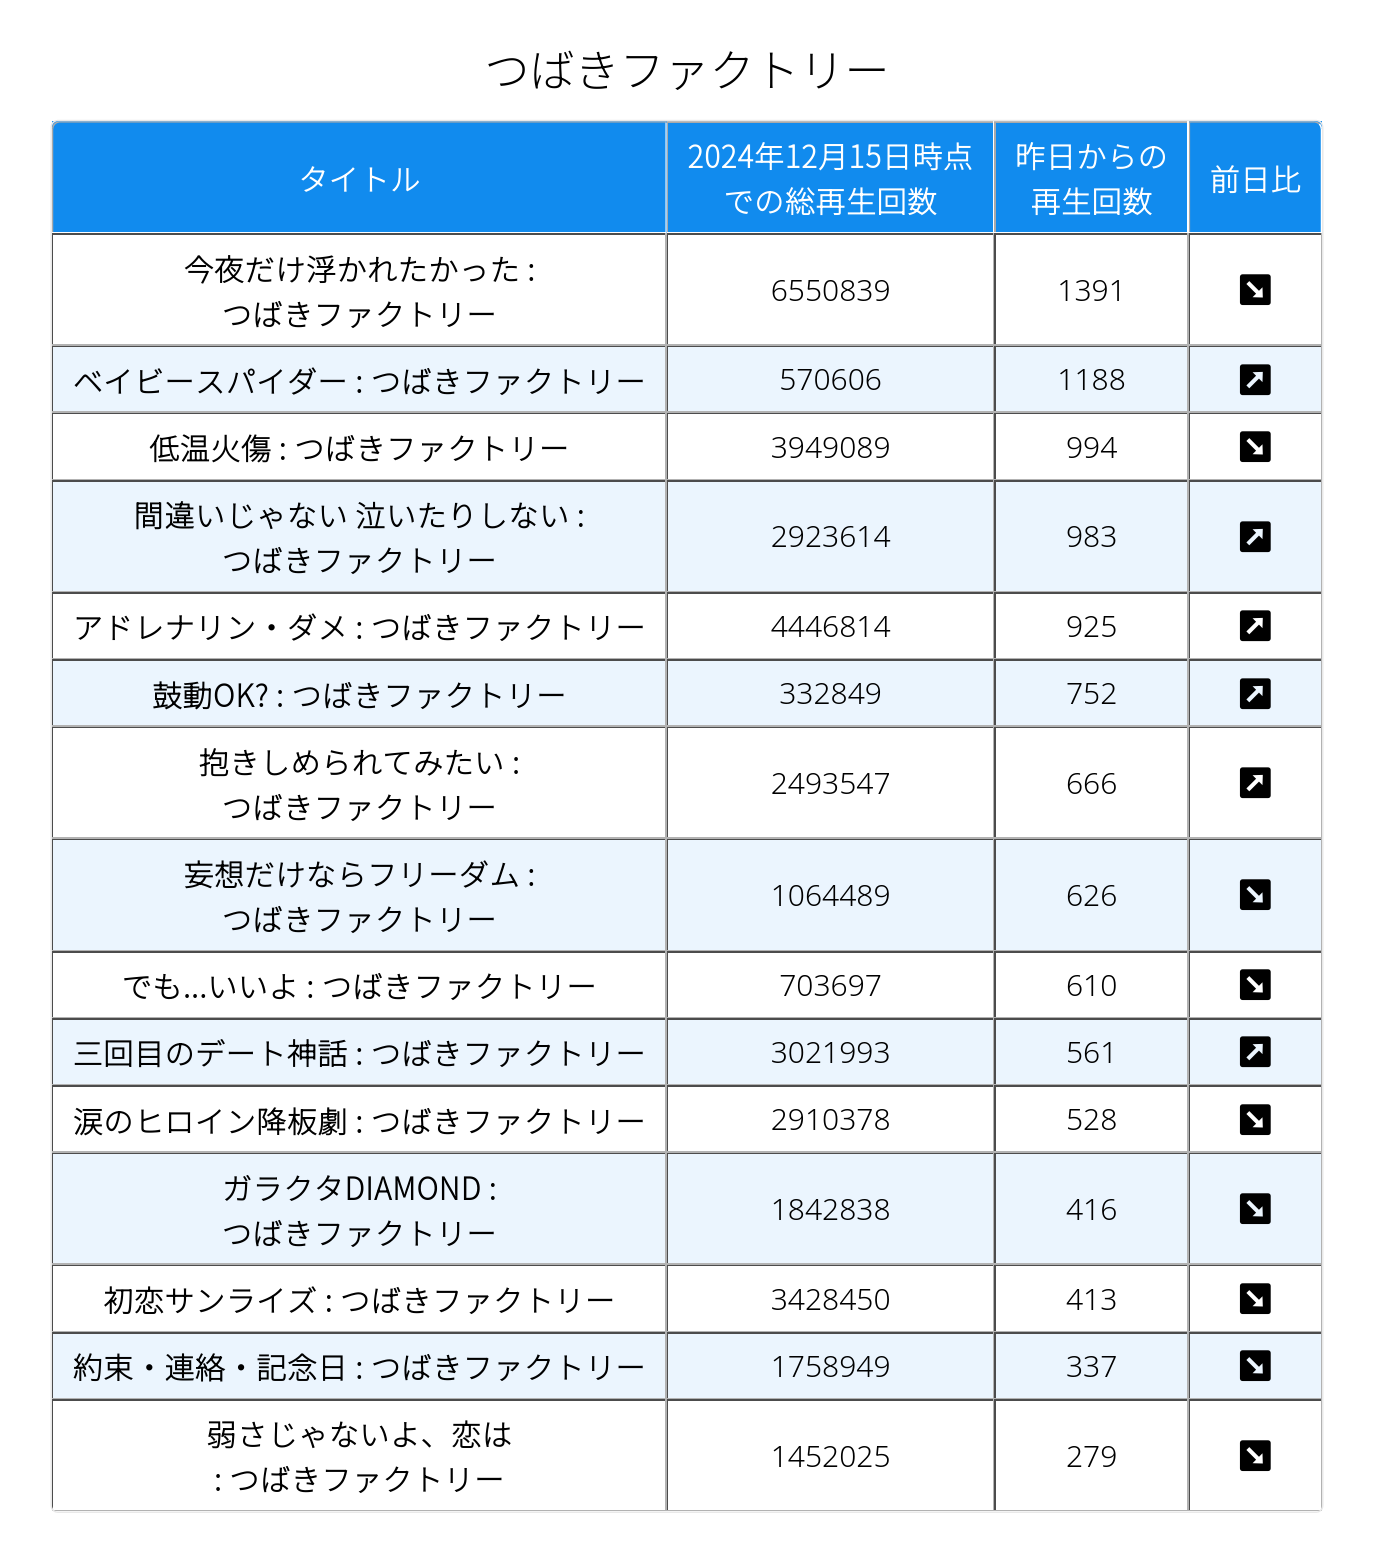 つばきファクトリー
タイトル
2024年12月15日時点
での総再生回数
昨日からの
再生回数
前日比
今夜だけ浮かれたかった :
つばきファクトリー
6550839
1391
↘
ベイビースパイダー : つばきファクトリー
570606
1188
↗
低温火傷 : つばきファクトリー
3949089
994
↘
間違いじゃない 泣いたりしない :
つばきファクトリー
2923614
983
↗
アドレナリン・ダメ : つばきファクトリー
4446814
925
↗
鼓動OK? : つばきファクトリー
332849
752
↗
抱きしめられてみたい :
つばきファクトリー
2493547
666
↗
妄想だけならフリーダム :
つばきファクトリー
1064489
626
↘
でも...いいよ : つばきファクトリー
703697
610
↘
三回目のデート神話 : つばきファクトリー
3021993
561
↗
涙のヒロイン降板劇 : つばきファクトリー
2910378
528
↘
ガラクタDIAMOND :
つばきファクトリー
1842838
416
↘
初恋サンライズ : つばきファクトリー
3428450
413
↘
約束・連絡・記念日 : つばきファクトリー
1758949
337
↘
弱さじゃないよ、恋は
: つばきファクトリー
1452025
279
↘